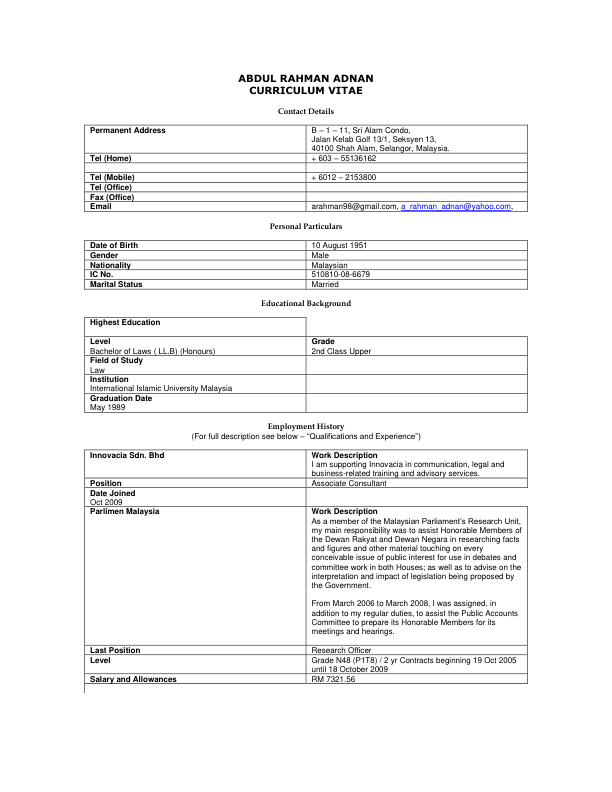 ABDUL RAHMAN ADNAN
CURRICULUM VITAE
Contact Details
Permanent Address
B – 1 – 11, Sri Alam Condo,
Jalan Kelab Golf 13/1, Seksyen 13,
40100 Shah Alam, Selangor, Malaysia.
Tel (Home) + 603 – 55136162
Tel (Mobile) + 6012 – 2153800
Tel (Office)
Fax (Office)
Email arahman98@gmail.com, a_rahman_adnan@yahoo.com,
Personal Particulars
Date of Birth 10 August 1951
Gender Male
Nationality Malaysian
IC No. 510810-08-6679
Marital Status Married
Educational Background
Highest Education
Level Grade
Bachelor of Laws ( LL.B) (Honours) 2nd Class Upper
Field of Study
Law
Institution
International Islamic University Malaysia
Graduation Date
May 1989
Employment History
(For full description see below – “Qualifications and Experience”)
Innovacia Sdn. Bhd Work Description
I am supporting Innovacia in communication, legal and
business-related training and advisory services.
Position Associate Consultant
Date Joined
Oct 2009
Parlimen Malaysia Work Description
As a member of the Malaysian Parliament’s Research Unit,
my main responsibility was to assist Honorable Members of
the Dewan Rakyat and Dewan Negara in researching facts
and figures and other material touching on every
conceivable issue of public interest for use in debates and
committee work in both Houses; as well as to advise on the
interpretation and impact of legislation being proposed by
the Government.
From March 2006 to March 2008, I was assigned, in
addition to my regular duties, to assist the Public Accounts
Committee to prepare its Honorable Members for its
meetings and hearings.
Last Position Research Officer
Level Grade N48 (P1T8) / 2 yr Contracts beginning 19 Oct 2005
until 18 October 2009
Salary and Allowances RM 7321.56